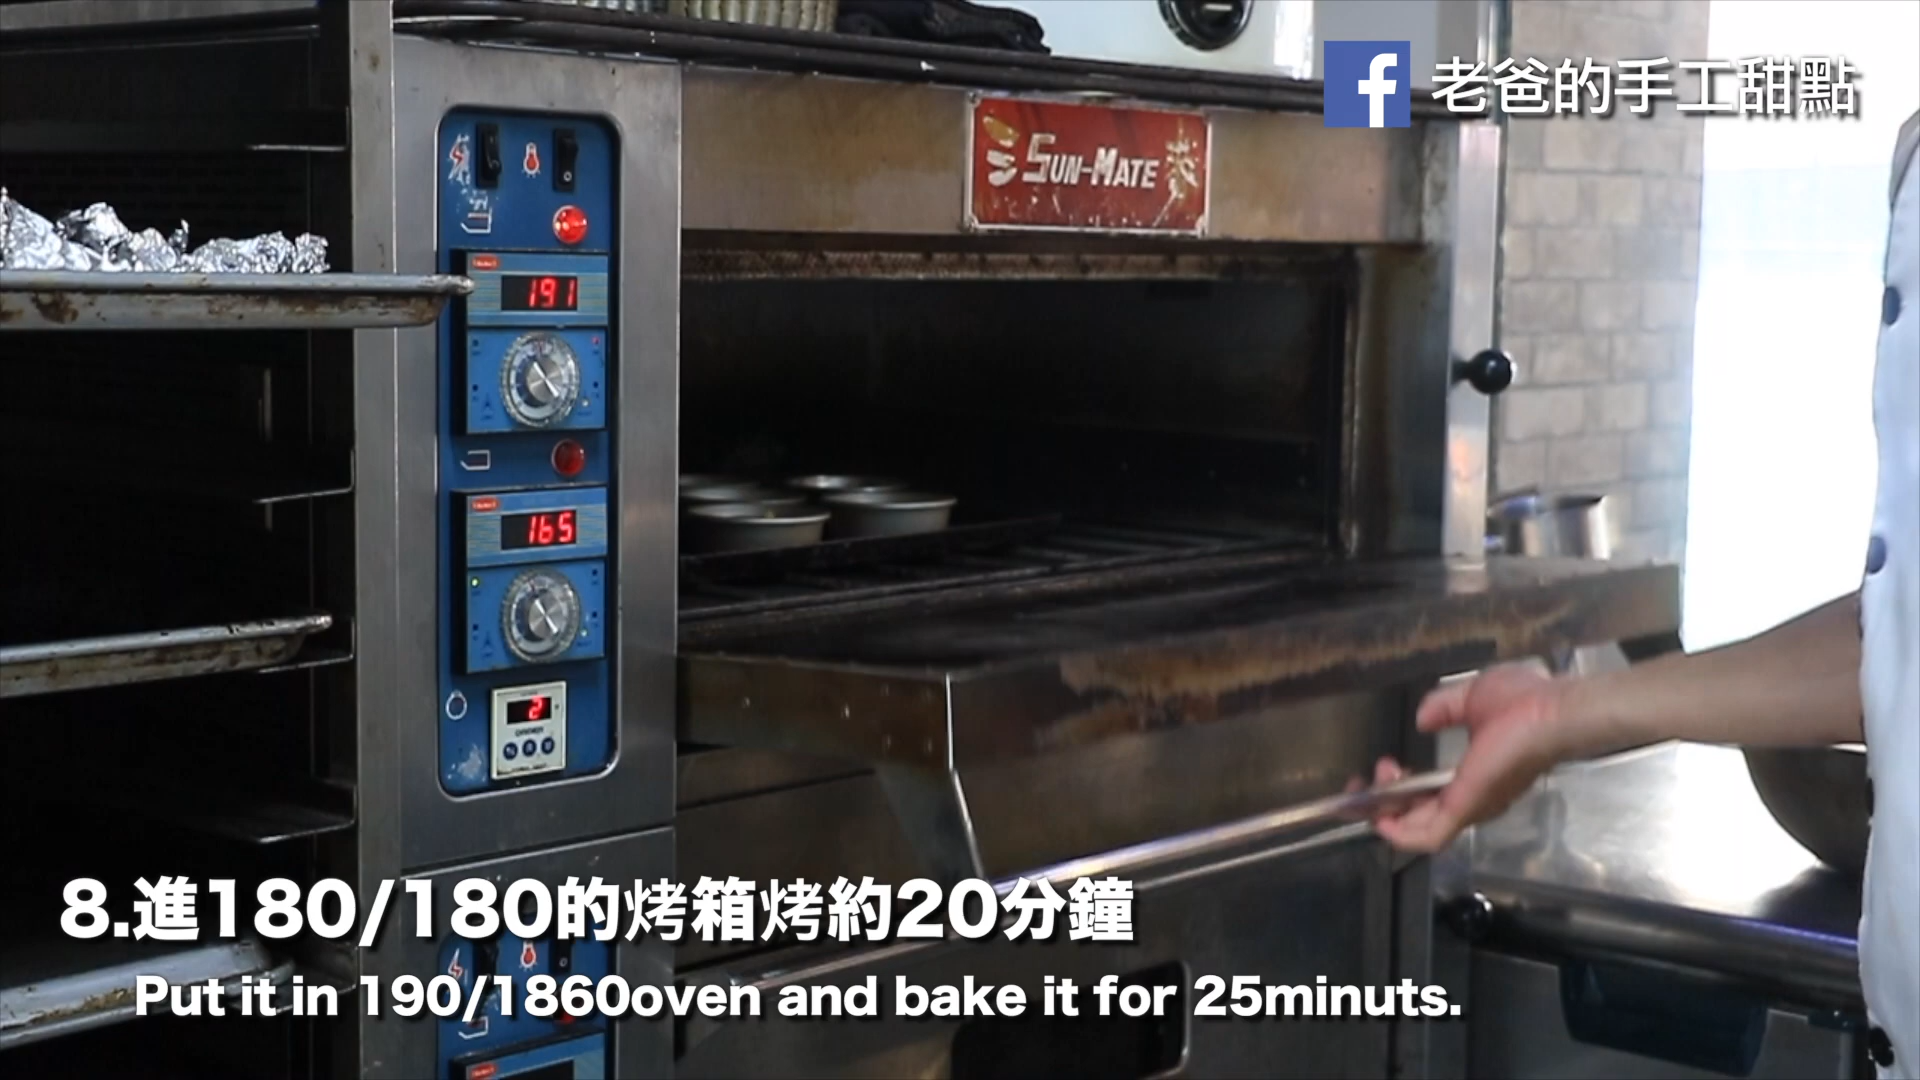 老爸的手工甜點
SUN-MATE
191
165
2
8.進180/180的烤箱烤約20分鐘
Put it in 190/1860oven and bake it for 25minuts.